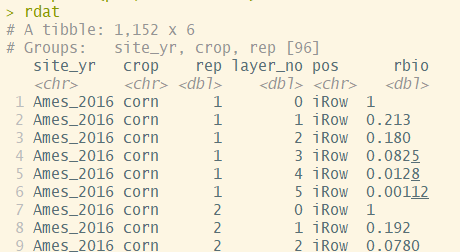 > rdat
# A tibble: 1,152 x 6
# Groups:   site_yr, crop, rep [96]
   site_yr   crop    rep layer_no pos      rbio
   <chr>     <chr> <dbl>    <dbl> <chr>   <dbl>
 1 Ames_2016 corn      1        0 iRow  1
 2 Ames_2016 corn      1        1 iRow  0.213
 3 Ames_2016 corn      1        2 iRow  0.180
 4 Ames_2016 corn      1        3 iRow  0.0825
 5 Ames_2016 corn      1        4 iRow  0.0128
 6 Ames_2016 corn      1        5 iRow  0.00112
 7 Ames_2016 corn      2        0 iRow  1
 8 Ames_2016 corn      2        1 iRow  0.192
 9 Ames_2016 corn      2        2 iRow  0.0780